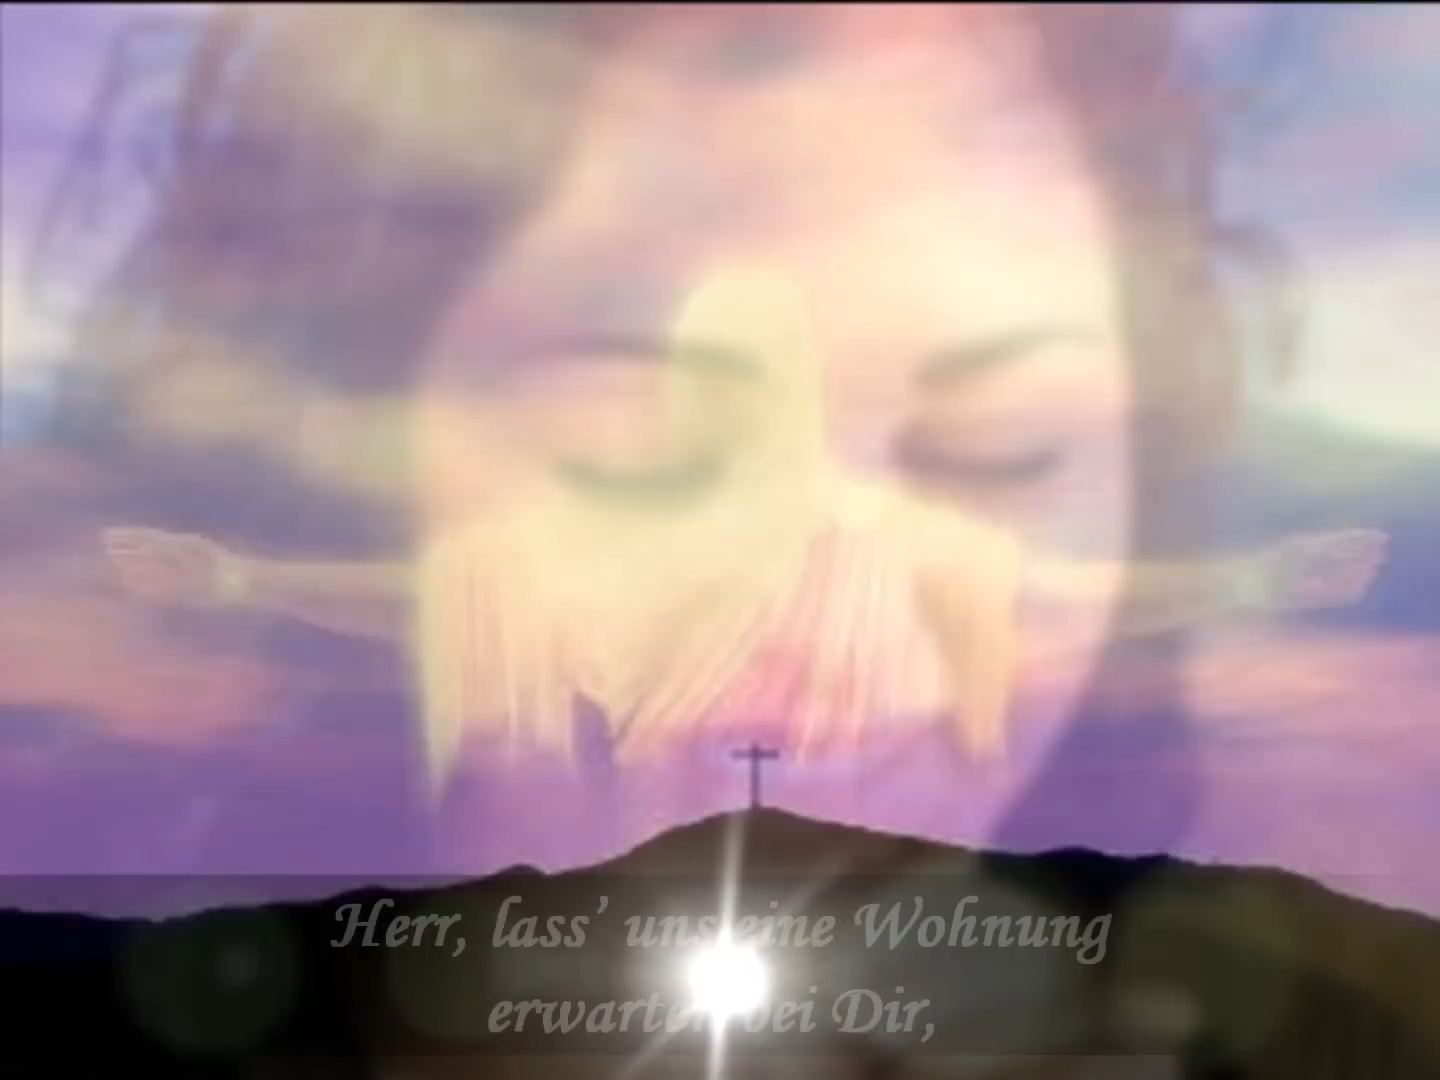 Herr, lass’ uns eine Wohnung
erwarten bei Dir,